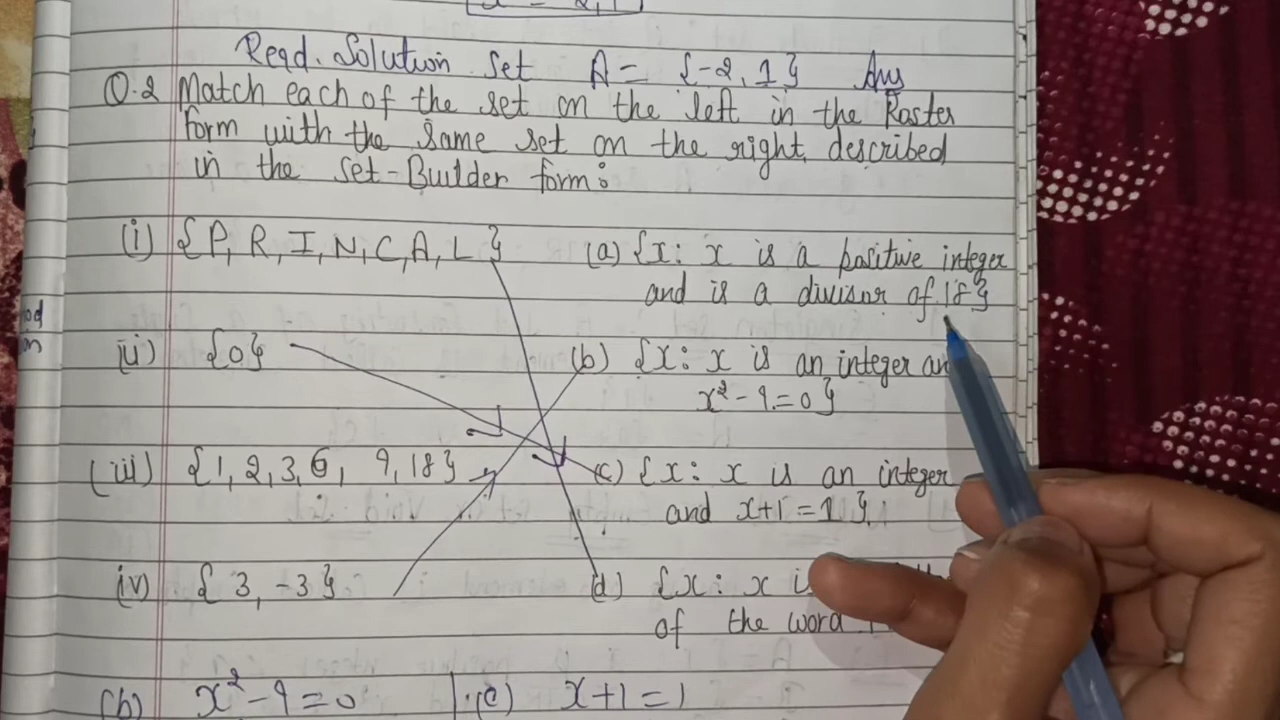 Read. Solution Set A = {-2, 1} Ans
Q.2 Match each of the set on the left in the Roster
form with the same set on the right described
in the set-Builder form:
(i) {P, R, I, N, C, A, L} (a) {x: x is a positive integer
and is a divisor of 18}
(ii) {0} (b) {x: x is an integer an
x²-9=0}
(iii) {1, 2, 3, 6, 9, 18} (c) {x: x is an integer
and x+1=1}
(iv) {3, -3} (d) {x: x
of the word
(b) x²-9=0 (c) x+1=1